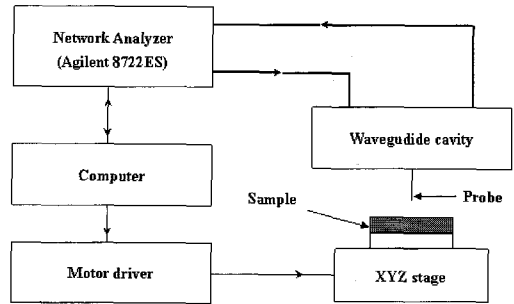 Network Analyzer
(Agilent 8722ES)
Wavegudide cavity
Computer
Sample
Probe
Motor driver
XYZ stage